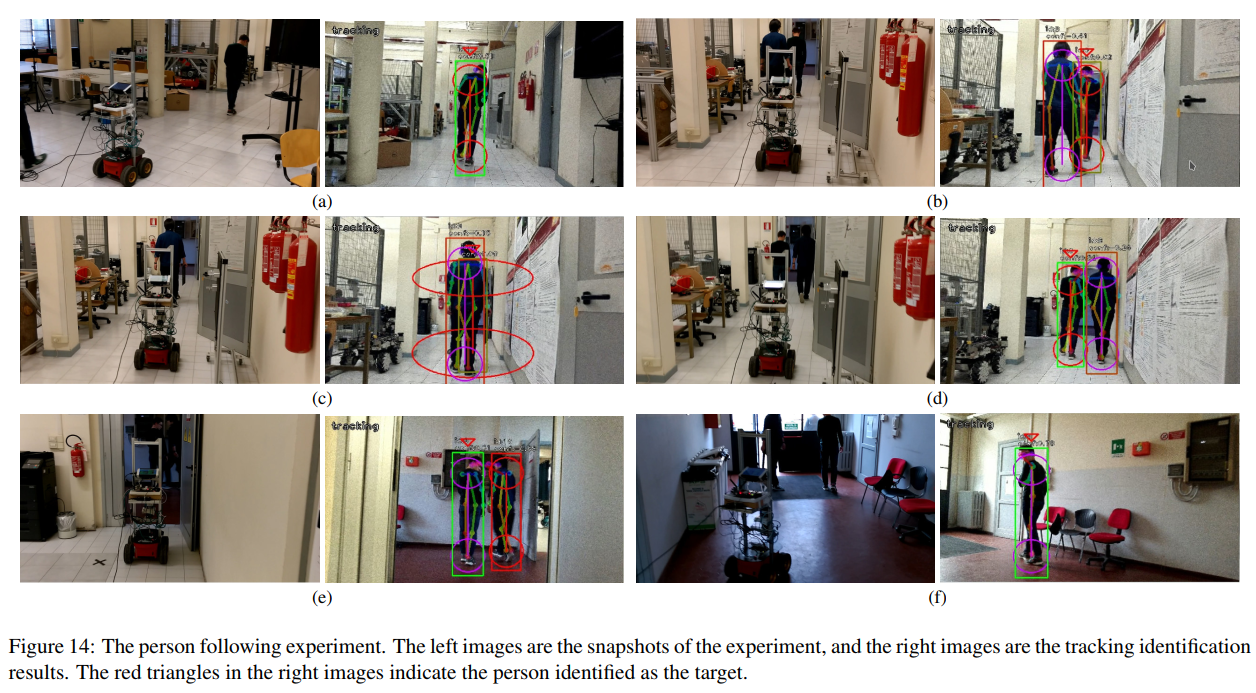 tracking
tracking
(a)
(b)
tracking
tracking
(c)
(d)
tracking
tracking
(e)
(f)
Figure 14: The person following experiment. The left images are the snapshots of the experiment, and the right images are the tracking identification
results. The red triangles in the right images indicate the person identified as the target.